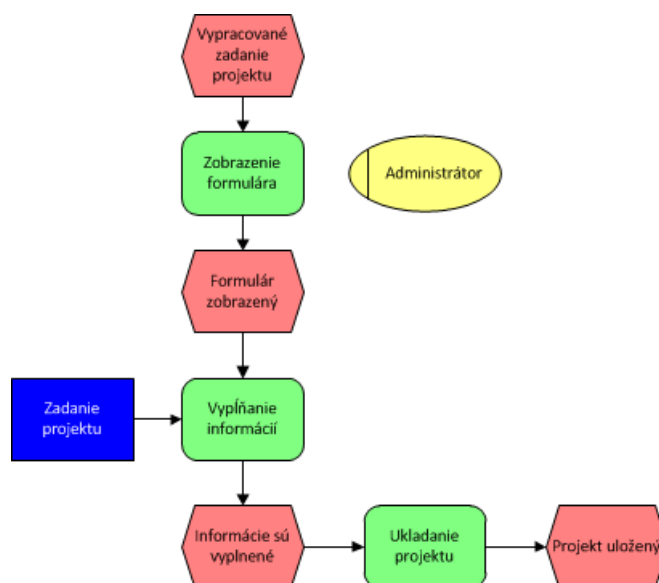 Vypracované
zadanie
projektu
Zobrazenie
formulára
Administrátor
Formulár
zobrazený
Zadanie
projektu
Vypĺňanie
informácií
Informácie sú
vyplnené
Ukladanie
projektu
Projekt uložený